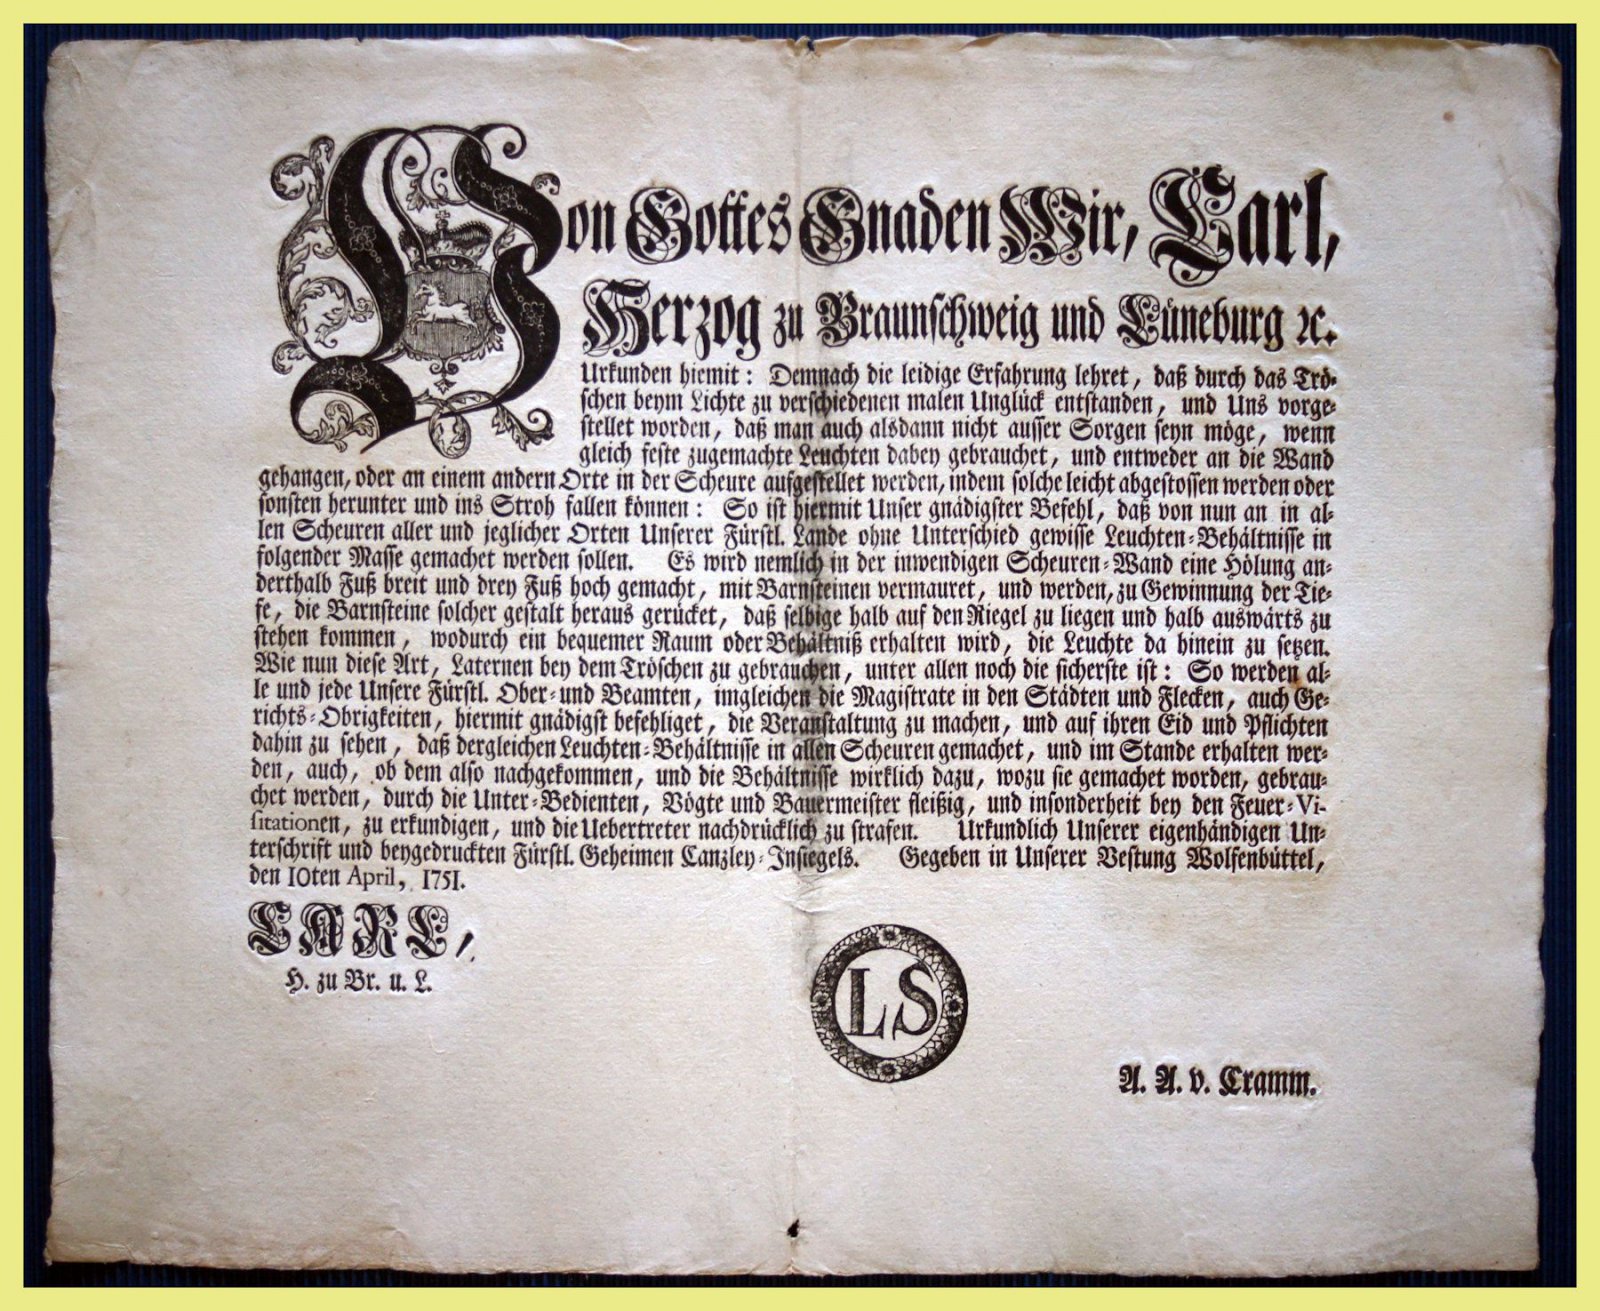 Von Gottes Gnaden Wir, Carl,
Herzog zu Braunschweig und Lüneburg ꝛc.
Urkunden hiemit: Demnach die leidige Erfahrung lehret, daß durch das Trö-
schen beym Lichte zu verschiedenen malen Unglück entstanden, und Uns vorge-
stellet worden, daß man auch alsdann nicht ausser Sorgen seyn möge, wenn
gleich feste zugemachte Leuchten dabey gebrauchet, und entweder an die Wand
gehangen, oder an einem andern Orte in der Scheure aufgestellet werden, indem solche leicht abgestossen werden oder
sonsten herunter und ins Stroh fallen können: So ist hiermit Unser gnädigster Befehl, daß von nun an in al-
len Scheuren aller und jeglicher Orten Unserer Fürstl. Lande ohne Unterschied gewisse Leuchten-Behältnisse in
folgender Masse gemachet werden sollen. Es wird nemlich in der inwendigen Scheuren-Wand eine Hölung an-
derthalb Fuß breit und drey Fuß hoch gemacht, mit Barnsteinen vermauret, und werden, zu Gewinnung der Tie-
fe, die Barnsteine solcher gestalt heraus gerücket, daß selbige halb auf den Riegel zu liegen und halb auswärts zu
stehen kommen, wodurch ein bequemer Raum oder Behältniß erhalten wird, die Leuchte da hinein zu setzen.
Wie nun diese Art, Laternen bey dem Tröschen zu gebrauchen, unter allen noch die sicherste ist: So werden al-
le und jede Unsere Fürstl. Ober- und Beamten, imgleichen die Magistrate in den Städten und Flecken, auch Ge-
richts-Obrigkeiten, hiermit gnädigst befehliget, die Veranstaltung zu machen, und auf ihren Eid und Pflichten
dahin zu sehen, daß dergleichen Leuchten-Behältnisse in allen Scheuren gemachet, und im Stande erhalten wer-
den, auch, ob dem also nachgekommen, und die Behältnisse wirklich dazu, wozu sie gemachet worden, gebrau-
chet werden, durch die Unter-Bedienten, Vögte und Bauermeister fleißig, und insonderheit bey den Feuer-Vi-
sitationen, zu erkundigen, und die Uebertreter nachdrücklich zu strafen. Urkundlich Unserer eigenhändigen Un-
terschrift und beygedruckten Fürstl. Geheimen Canzley-Insiegels. Gegeben in Unserer Vestung Wolfenbüttel,
den 10ten April, 1751.
CARL,
H. zu Br. u. L.
LS
A. A. v. Cramm.